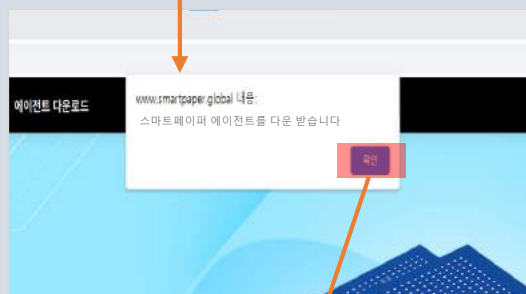 www.smartpaper.global 내용:
에이전트 다운로드
스마트페이퍼 에이전트를 다운 받습니다
확인